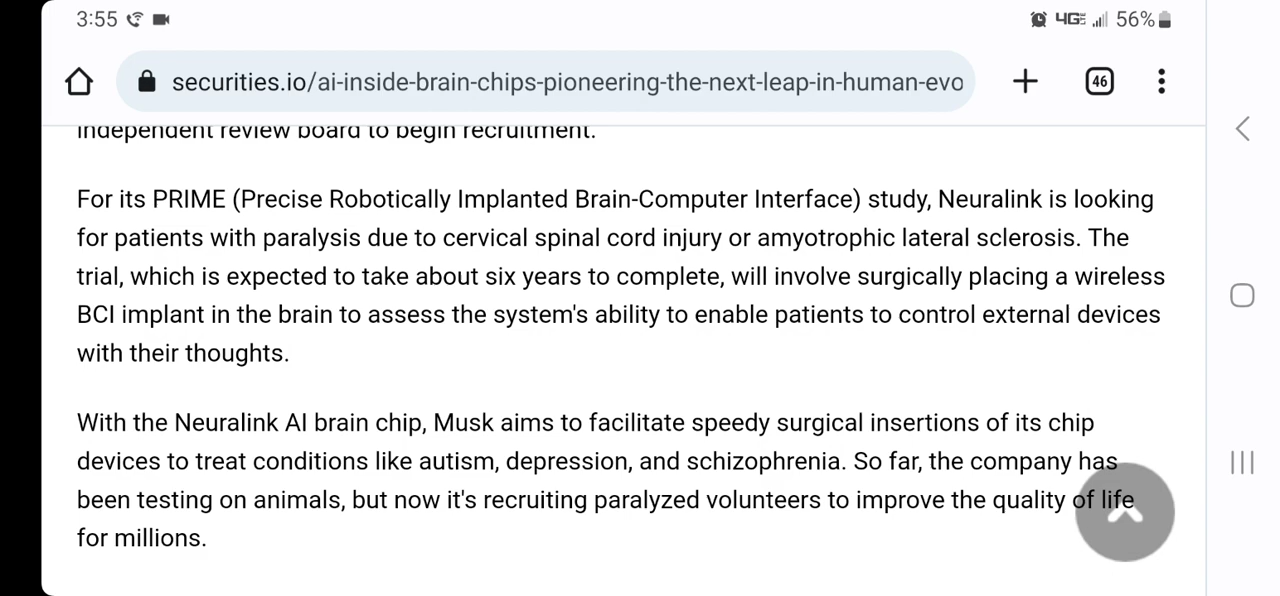 3:55
4GE 56%
securities.io/ai-inside-brain-chips-pioneering-the-next-leap-in-human-evo
46
independent review board to begin recruitment.
For its PRIME (Precise Robotically Implanted Brain-Computer Interface) study, Neuralink is looking
for patients with paralysis due to cervical spinal cord injury or amyotrophic lateral sclerosis. The
trial, which is expected to take about six years to complete, will involve surgically placing a wireless
BCI implant in the brain to assess the system's ability to enable patients to control external devices
with their thoughts.
With the Neuralink AI brain chip, Musk aims to facilitate speedy surgical insertions of its chip
devices to treat conditions like autism, depression, and schizophrenia. So far, the company has
been testing on animals, but now it's recruiting paralyzed volunteers to improve the quality of life
for millions.